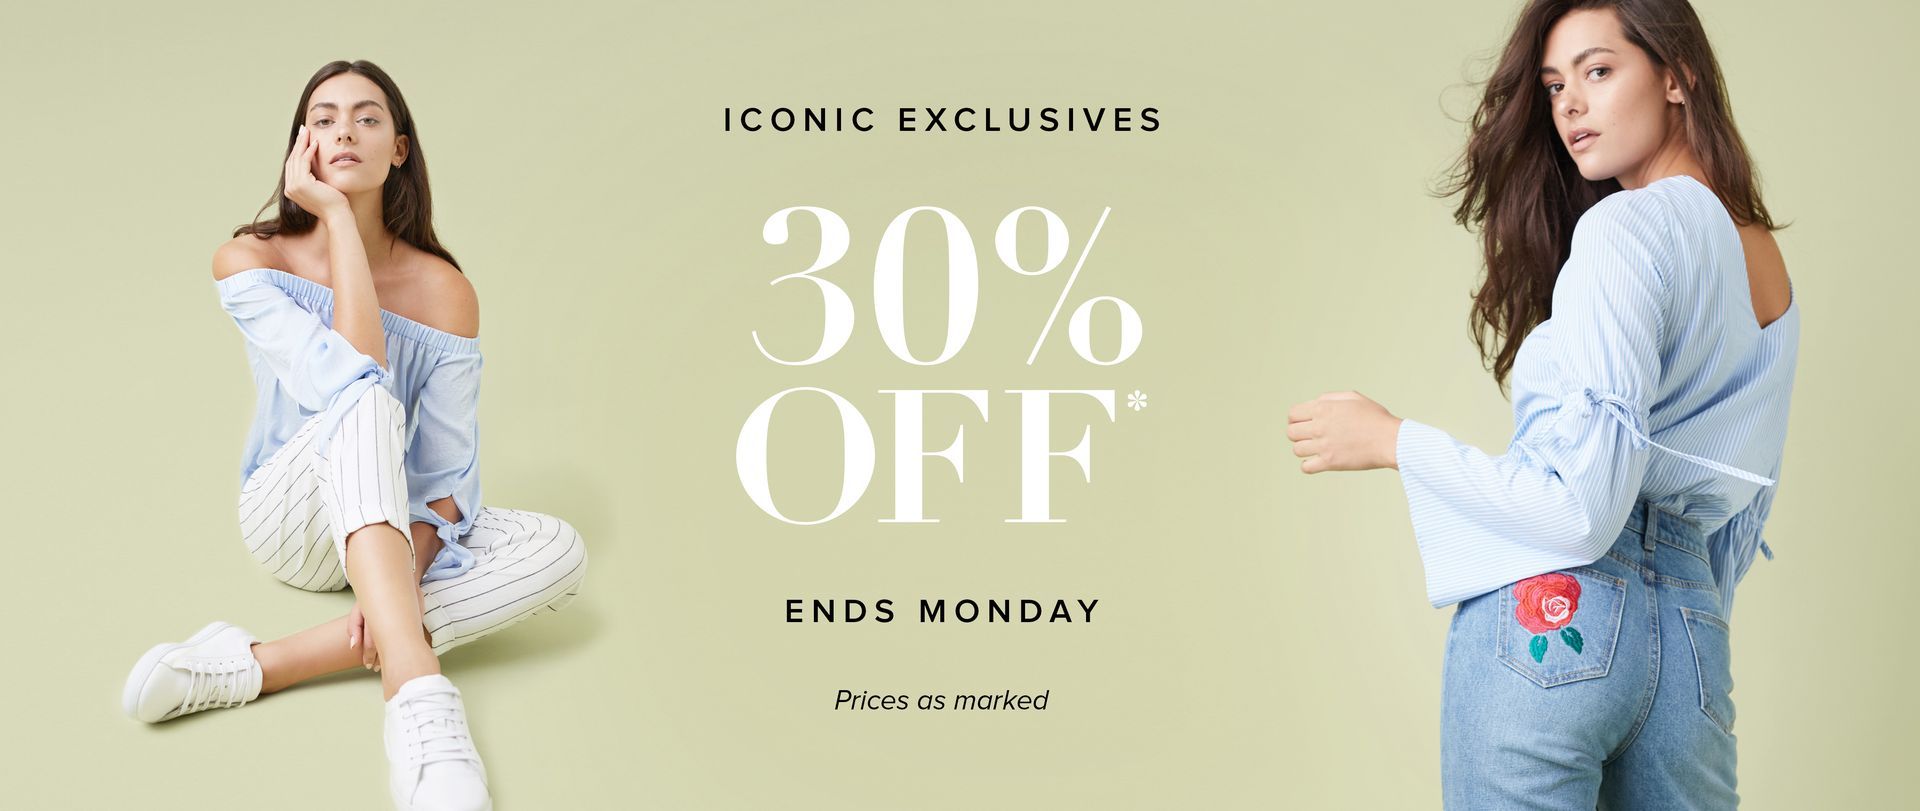 ICONIC EXCLUSIVES
30%
OFF*
ENDS MONDAY
Prices as marked